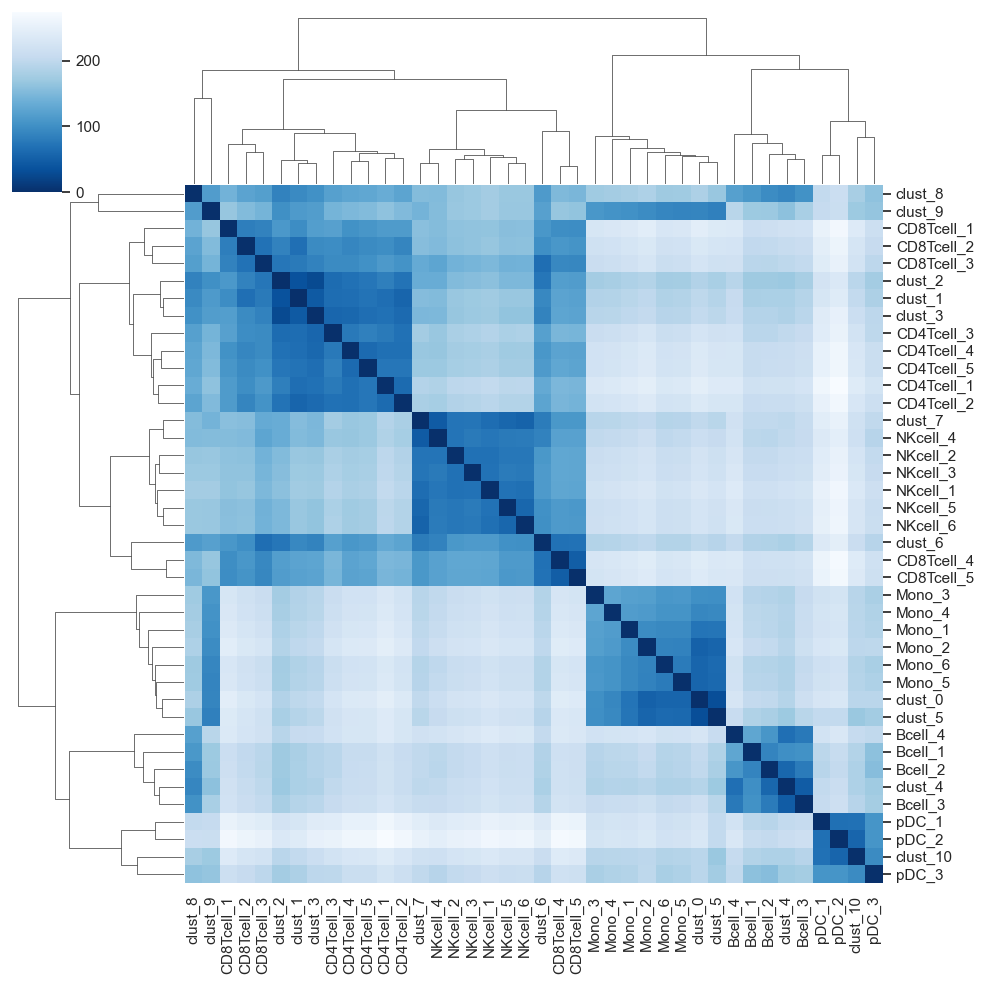 200
100
0
clust_8
clust_9
CD8Tcell_1
CD8Tcell_2
CD8Tcell_3
clust_2
clust_1
clust_3
CD4Tcell_3
CD4Tcell_4
CD4Tcell_5
CD4Tcell_1
CD4Tcell_2
clust_7
NKcell_4
NKcell_2
NKcell_3
NKcell_1
NKcell_5
NKcell_6
clust_6
CD8Tcell_4
CD8Tcell_5
Mono_3
Mono_4
Mono_1
Mono_2
Mono_6
Mono_5
clust_0
clust_5
Bcell_4
Bcell_1
Bcell_2
clust_4
Bcell_3
pDC_1
pDC_2
clust_10
pDC_3
clust_8
clust_9
CD8Tcell_1
CD8Tcell_2
CD8Tcell_3
clust_2
clust_1
clust_3
CD4Tcell_3
CD4Tcell_4
CD4Tcell_5
CD4Tcell_1
CD4Tcell_2
clust_7
NKcell_4
NKcell_2
NKcell_3
NKcell_1
NKcell_5
NKcell_6
clust_6
CD8Tcell_4
CD8Tcell_5
Mono_3
Mono_4
Mono_1
Mono_2
Mono_6
Mono_5
clust_0
clust_5
Bcell_4
Bcell_1
Bcell_2
clust_4
Bcell_3
pDC_1
pDC_2
clust_10
pDC_3